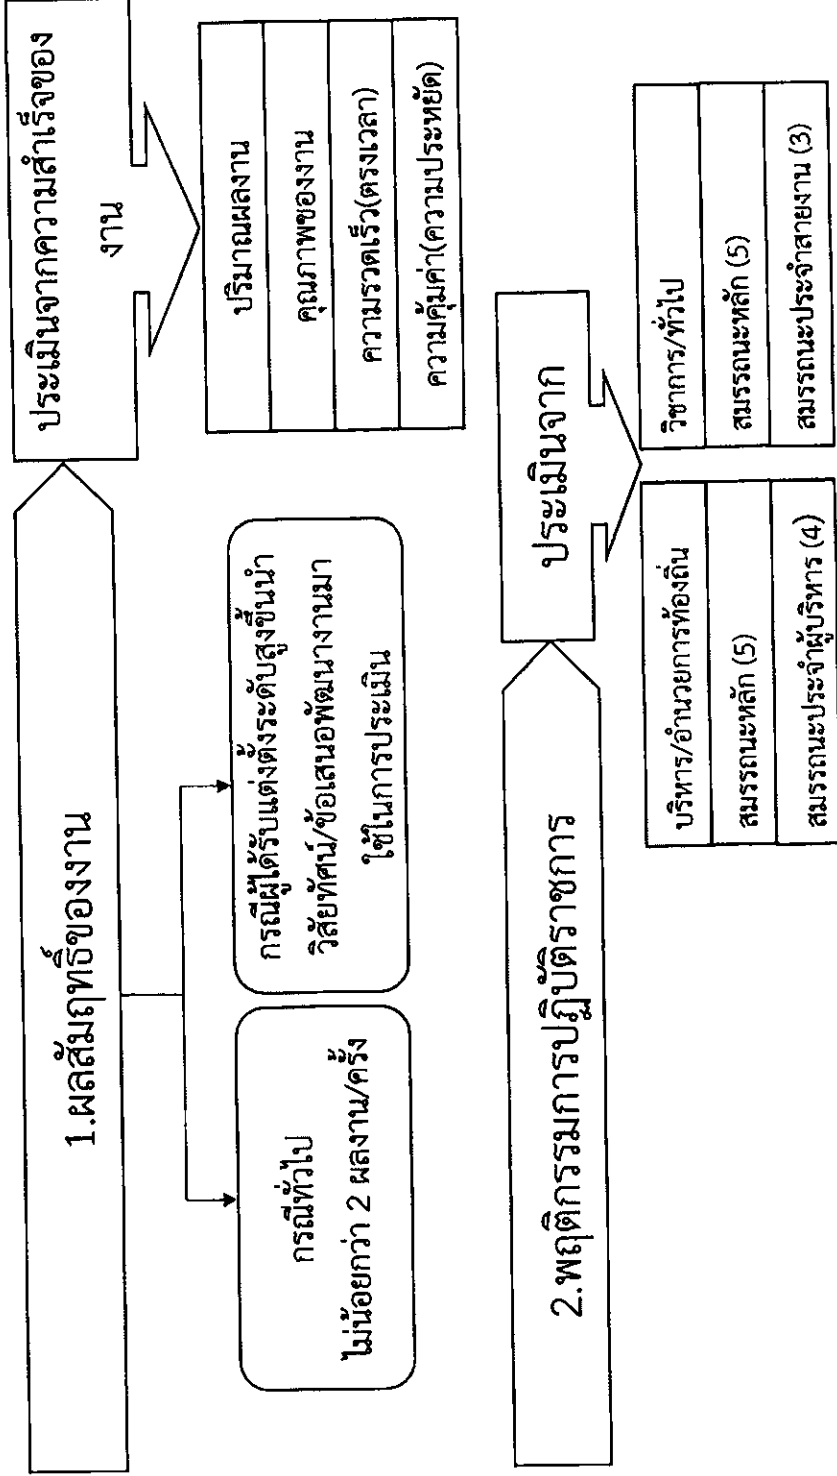 1.ผลสัมฤทธิ์ของงาน
ประเมินจากความสำเร็จของ
งาน
กรณีทั่วไป
ไม่น้อยกว่า 2 ผลงาน/ครั้ง
กรณีผู้ได้รับแต่งตั้งระดับสูงขึ้นนำ
วิสัยทัศน์/ข้อเสนอพัฒนางานมา
ใช้ในการประเมิน
ปริมาณผลงาน
คุณภาพของงาน
ความรวดเร็ว(ตรงเวลา)
ความคุ้มค่า(ความประหยัด)
2.พฤติกรรมการปฏิบัติราชการ
ประเมินจาก
บริหาร/อำนวยการท้องถิ่น
สมรรถนะหลัก (5)
สมรรถนะประจำผู้บริหาร (4)
วิชาการ/ทั่วไป
สมรรถนะหลัก (5)
สมรรถนะประจำสายงาน (3)